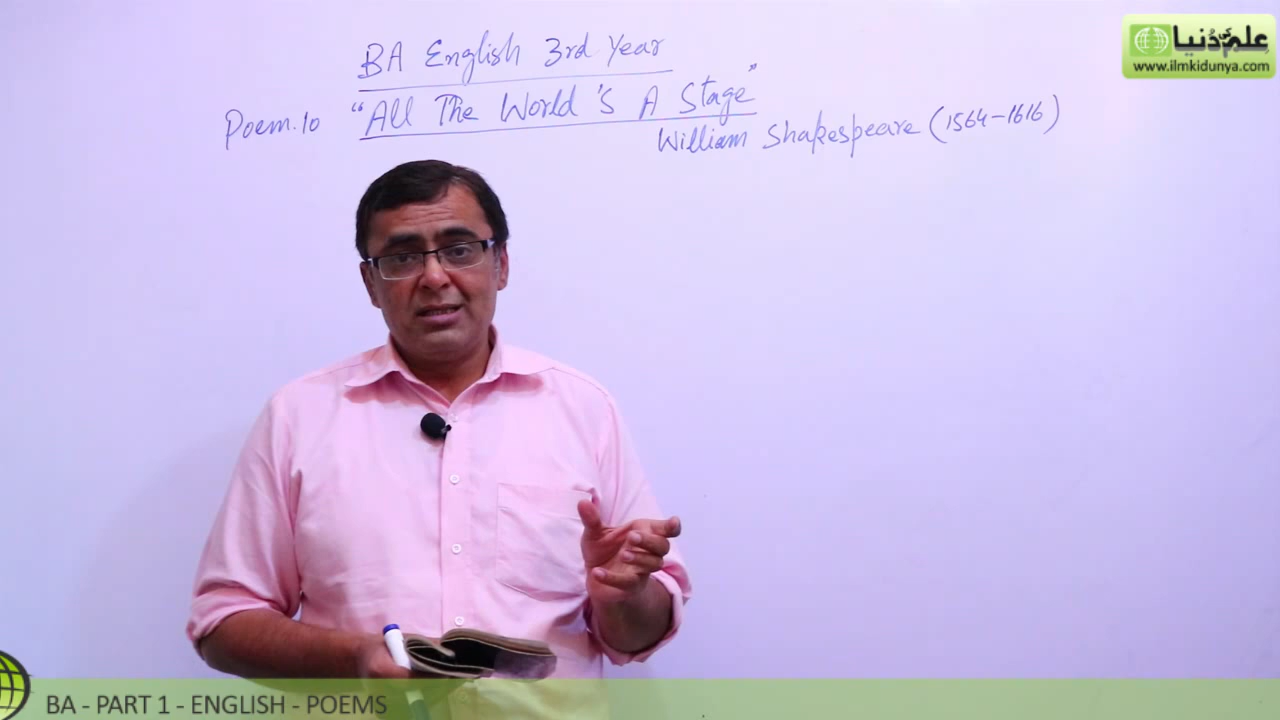 BA English 3rd Year
Poem.10 "All The World's A Stage"
William Shakespeare (1564-1616)
علم کی دُنیا
www.ilmkidunya.com
BA - PART 1 - ENGLISH - POEMS